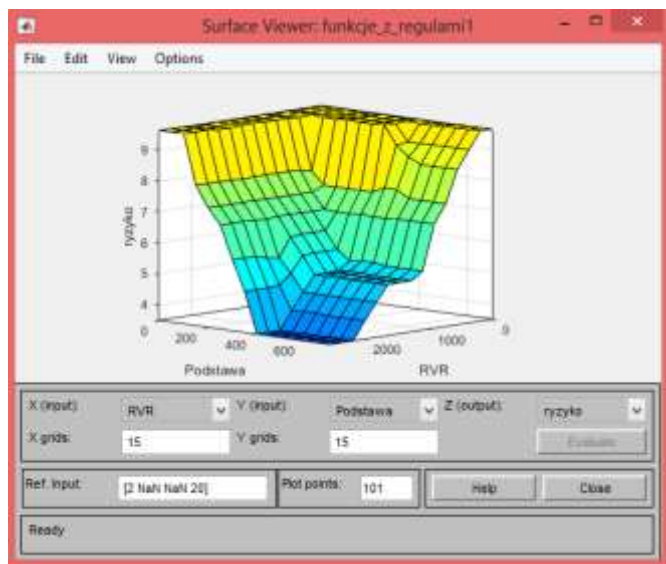 Surface Viewer: funkcje_z_regulami1
File Edit View Options
9
8
7
6
5
4
ryzyko
0
200
400
600
Podstawa
2000
1000
0
RVR
X (input): RVR Y (input): Podstawa Z (output): ryzyko
X grids: 15 Y grids: 15 Evaluate
Ref. Input: [2 NaN NaN 20] Plot points: 101 Help Close
Ready